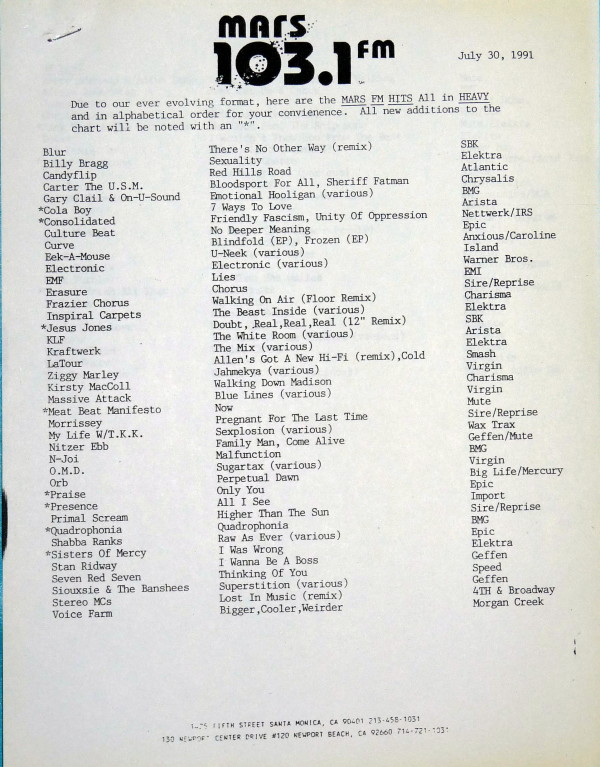 MARS
103.1 FM
July 30, 1991
Due to our ever evolving format, here are the MARS FM HITS All in HEAVY
and in alphabetical order for your convienence. All new additions to the
chart will be noted with an "*".
Blur There's No Other Way (remix) SBK
Billy Bragg Sexuality Elektra
Candyflip Red Hills Road Atlantic
Carter The U.S.M. Bloodsport For All, Sheriff Fatman Chrysalis
Gary Clail & On-U-Sound Emotional Hooligan (various) BMG
*Cola Boy 7 Ways To Love Arista
*Consolidated Friendly Fascism, Unity Of Oppression Nettwerk/IRS
Culture Beat No Deeper Meaning Epic
Curve Blindfold (EP), Frozen (EP) Anxious/Caroline
Eek-A-Mouse U-Neek (various) Island
Electronic Electronic (various) Warner Bros.
EMF Lies EMI
Erasure Chorus Sire/Reprise
Frazier Chorus Walking On Air (Floor Remix) Charisma
Inspiral Carpets The Beast Inside (various) Elektra
*Jesus Jones Doubt, Real,Real,Real (12" Remix) SBK
KLF The White Room (various) Arista
Kraftwerk The Mix (various) Elektra
LaTour Allen's Got A New Hi-Fi (remix),Cold Smash
Ziggy Marley Jahmekya (various) Virgin
Kirsty MacColl Walking Down Madison Charisma
Massive Attack Blue Lines (various) Virgin
*Meat Beat Manifesto Now Mute
Morrissey Pregnant For The Last Time Sire/Reprise
My Life W/T.K.K. Sexplosion (various) Wax Trax
Nitzer Ebb Family Man, Come Alive Geffen/Mute
N-Joi Malfunction BMG
O.M.D. Sugartax (various) Virgin
Orb Perpetual Dawn Big Life/Mercury
*Praise Only You Epic
*Presence All I See Import
Primal Scream Higher Than The Sun Sire/Reprise
*Quadrophonia Quadrophonia BMG
Shabba Ranks Raw As Ever (various) Epic
*Sisters Of Mercy I Was Wrong Elektra
Stan Ridway I Wanna Be A Boss Geffen
Seven Red Seven Thinking Of You Speed
Siouxsie & The Banshees Superstition (various) Geffen
Stereo MCs Lost In Music (remix) 4TH & Broadway
Voice Farm Bigger,Cooler,Weirder Morgan Creek
FIFTH STREET SANTA MONICA, CA 90401 213-458-1031
130 NEWPORT CENTER DRIVE #120 NEWPORT BEACH, CA 92660 714-721-1031